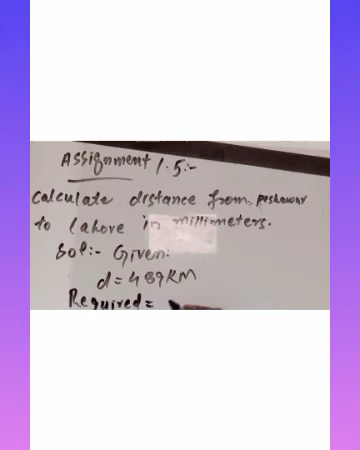 Assignment 1.5:-
Calculate distance from peshawar
to Lahore in millimeters.
Sol:- Given:
d = 489KM
Required =